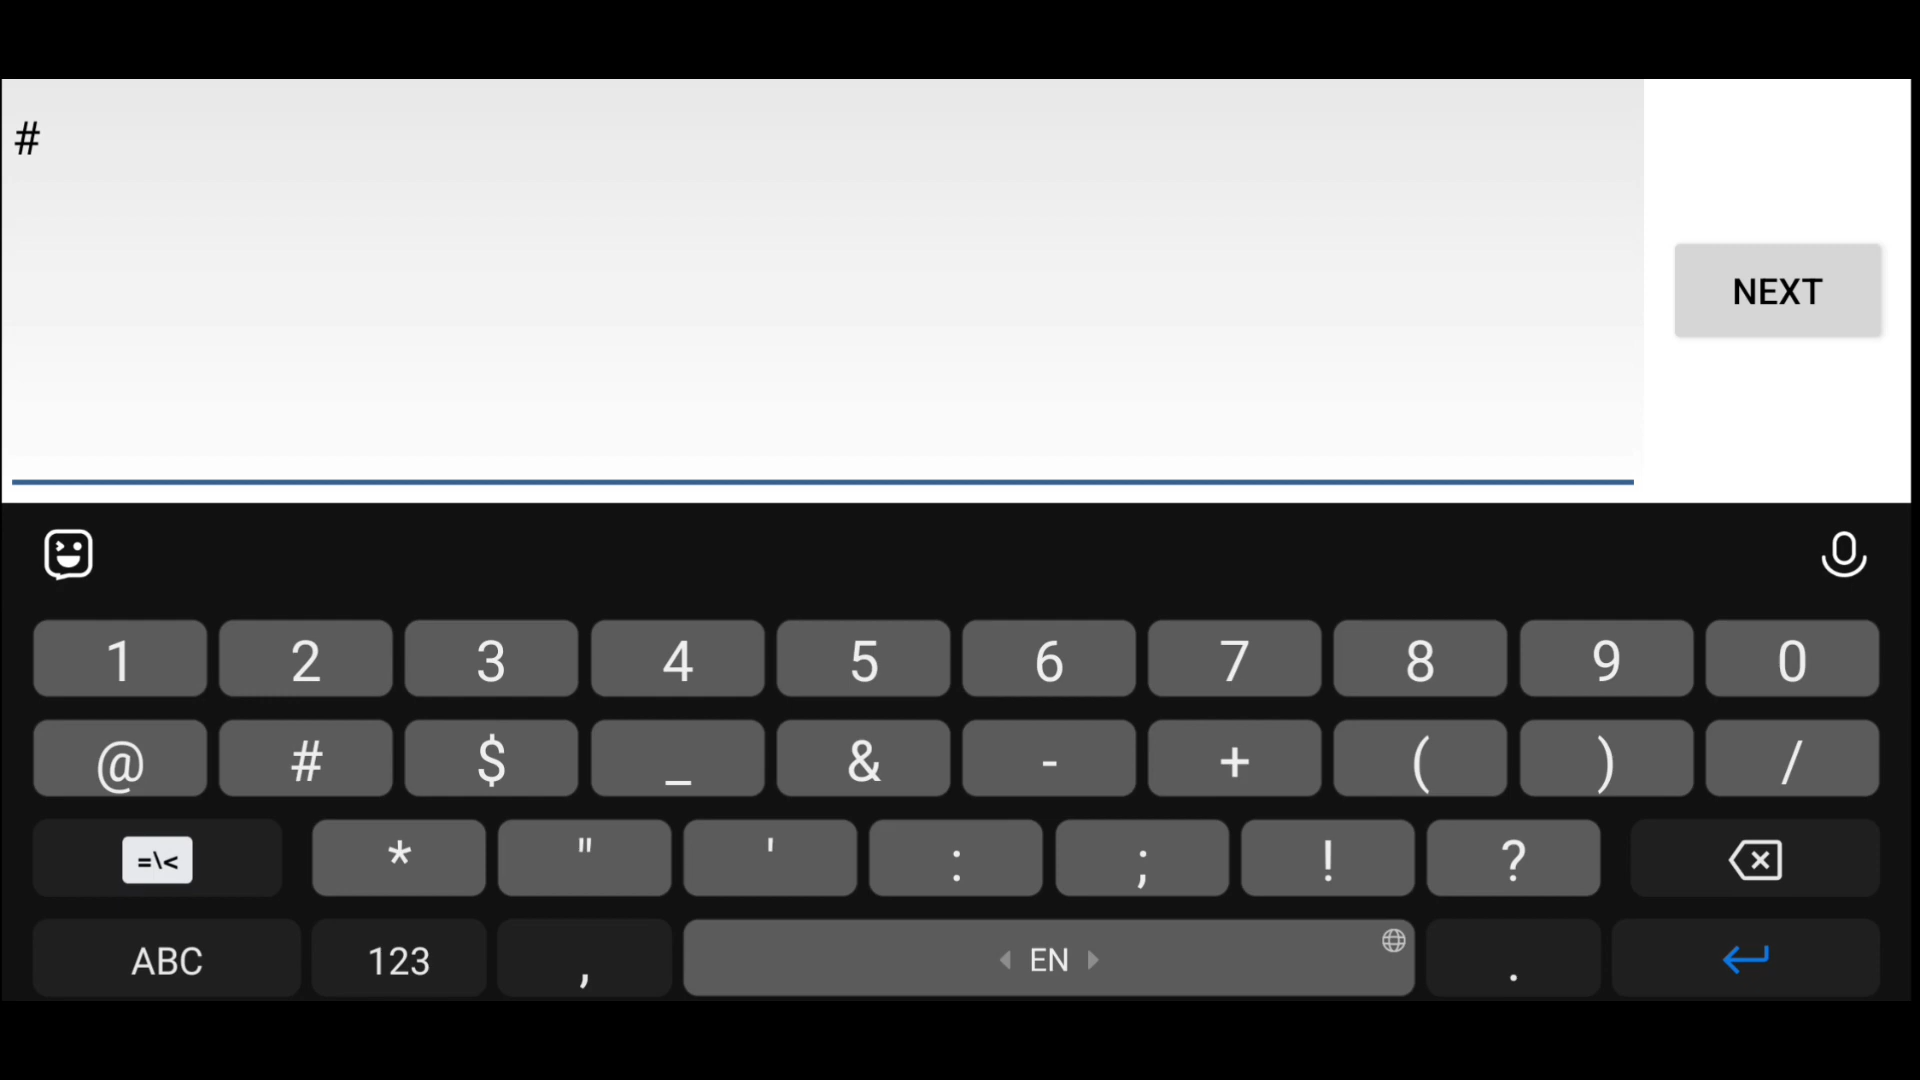 #
NEXT
1 2 3 4 5 6 7 8 9 0
@ # $ _ & - + ( ) /
=\< * " ' : ; ! ?
ABC 123 , EN .